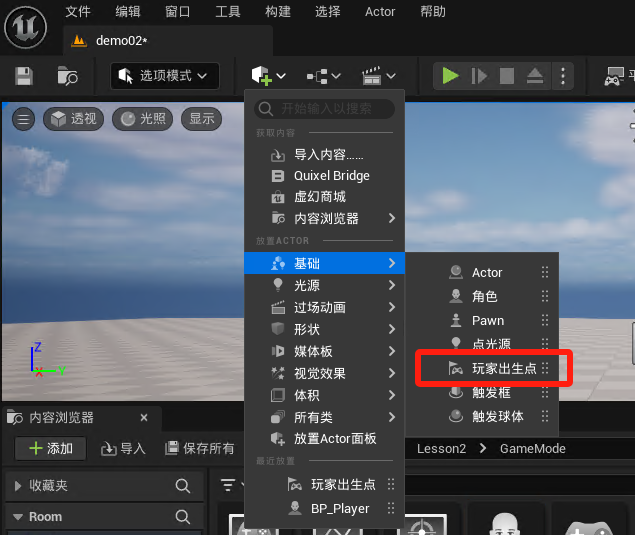 文件 编辑 窗口 工具 构建 选择 Actor 帮助
demo02*
选项模式
透视 光照 显示
开始输入以搜索
获取内容
导入内容……
Quixel Bridge
虚幻商城
内容浏览器
放置ACTOR
基础
光源
过场动画
形状
媒体板
视觉效果
体积
所有类
放置Actor面板
最近放置
玩家出生点
BP_Player
Actor
角色
Pawn
点光源
玩家出生点
触发框
触发球体
内容浏览器
添加 导入 保存所有
Lesson2 GameMode
收藏夹
Room